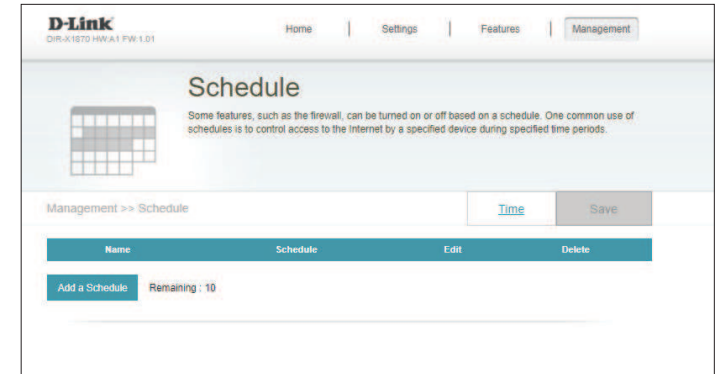 D-Link
DIR-X1870 HW:A1 FW:1.01
Home | Settings | Features | Management
Schedule
Some features, such as the firewall, can be turned on or off based on a schedule. One common use of
schedules is to control access to the Internet by a specified device during specified time periods.
Management >> Schedule
Time
Save
Name Schedule Edit Delete
Add a Schedule Remaining : 10